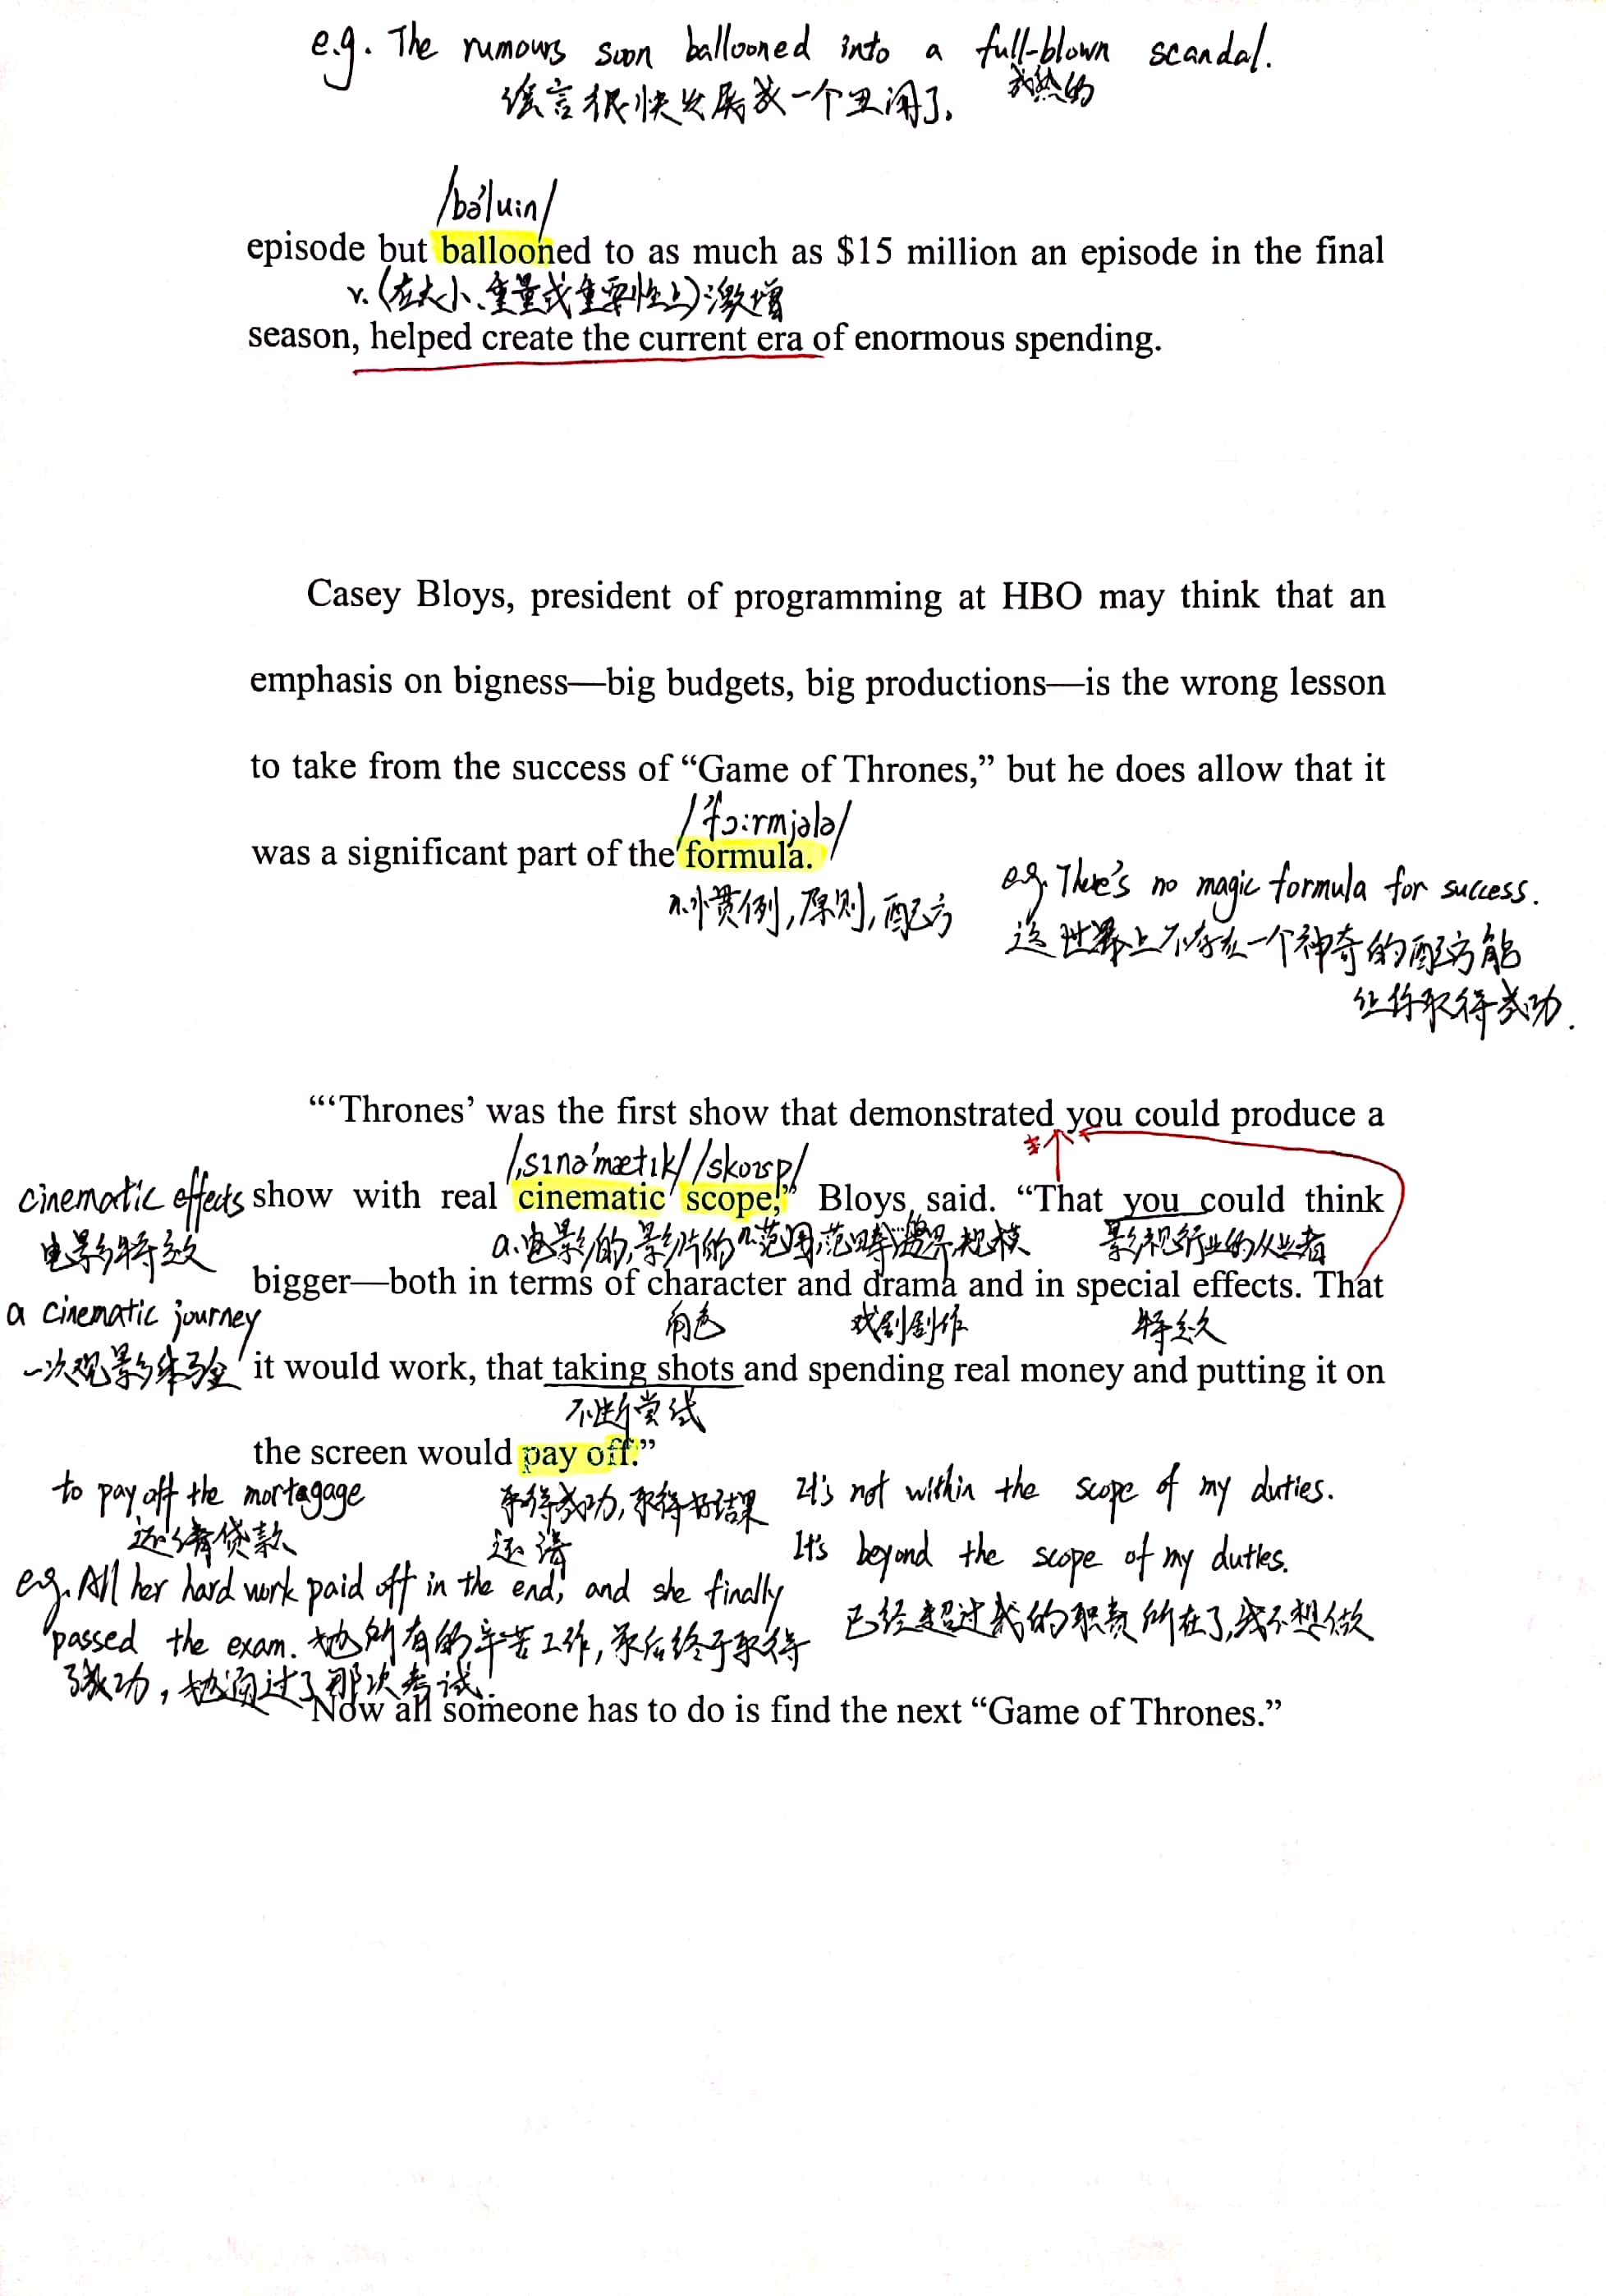 e.g. The rumours soon ballooned into a full-blown scandal.
成熟的
谣言很快发展成一个丑闻了.
/bə'lu:n/
episode but ballooned to as much as $15 million an episode in the final
v. (在大小、重量或重要性上)激增
season, helped create the current era of enormous spending.
Casey Bloys, president of programming at HBO may think that an
emphasis on bigness—big budgets, big productions—is the wrong lesson
to take from the success of “Game of Thrones,” but he does allow that it
/'fɔ:rmjələ/
was a significant part of the formula.
n. 惯例, 原则, 配方
e.g. There's no magic formula for success.
这世界上不存在一个神奇的配方能
让你取得成功.
“‘Thrones’ was the first show that demonstrated you could produce a
/,sɪnə'mætɪk/ /skoʊp/
cinematic effects
show with real cinematic scope,” Bloys said. “That you could think
电影特效
a. 电影的, 影片的 n. 范围, 范畴, 规模
影视行业的从业者
bigger—both in terms of character and drama and in special effects. That
a cinematic journey
角色 戏剧创作 特效
一次观影体验
it would work, that taking shots and spending real money and putting it on
不断尝试
the screen would pay off.”
to pay off the mortagage
还清贷款
取得成功, 取得好结果
还清
It's not within the scope of my duties.
It's beyond the scope of my duties.
已经超过我的职责所在了, 我不想做
e.g. All her hard work paid off in the end, and she finally
passed the exam. 她所有的辛苦工作, 最后终于取得
了成功, 她通过了那次考试.
Now all someone has to do is find the next “Game of Thrones.”